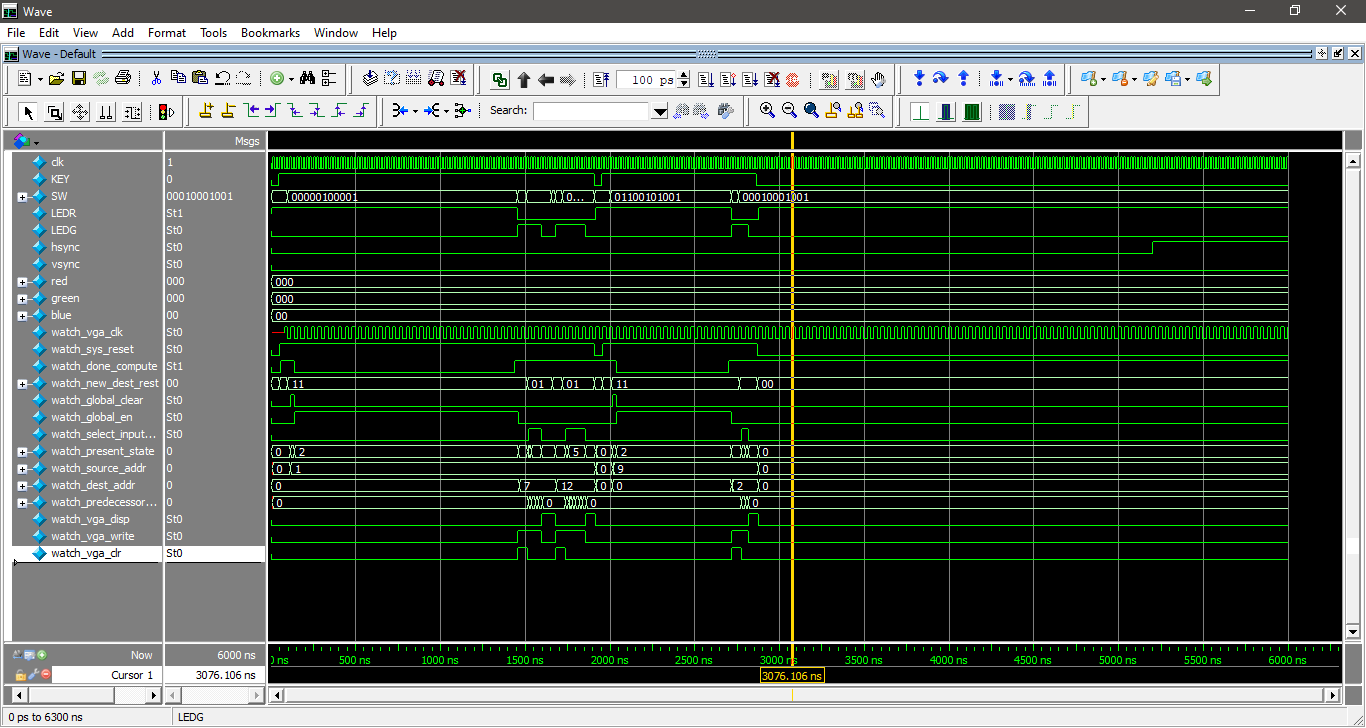 Wave
File Edit View Add Format Tools Bookmarks Window Help
Wave - Default
100 ps
Search:
Msgs
clk 1
KEY 0
SW 00010001001 00000100001 0... 01100101001 00010001001
LEDR St1
LEDG St0
hsync St0
vsync St0
red 000 000
green 000 000
blue 00 00
watch_vga_clk St0
watch_sys_reset St0
watch_done_compute St1
watch_new_dest_rest 00 11 01 01 11 00
watch_global_clear St0
watch_global_en St0
watch_select_input... St0
watch_present_state 0 0 2 5 0 2 0
watch_source_addr 0 0 1 0 9 0
watch_dest_addr 0 0 7 12 0 0 2 0
watch_predecessor... 0 0 0 0 0
watch_vga_disp St0
watch_vga_write St0
watch_vga_clr St0
Now 6000 ns ns 500 ns 1000 ns 1500 ns 2000 ns 2500 ns 3000 ns 3500 ns 4000 ns 4500 ns 5000 ns 5500 ns 6000 ns
Cursor 1 3076.106 ns 3076.106 ns
0 ps to 6300 ns LEDG